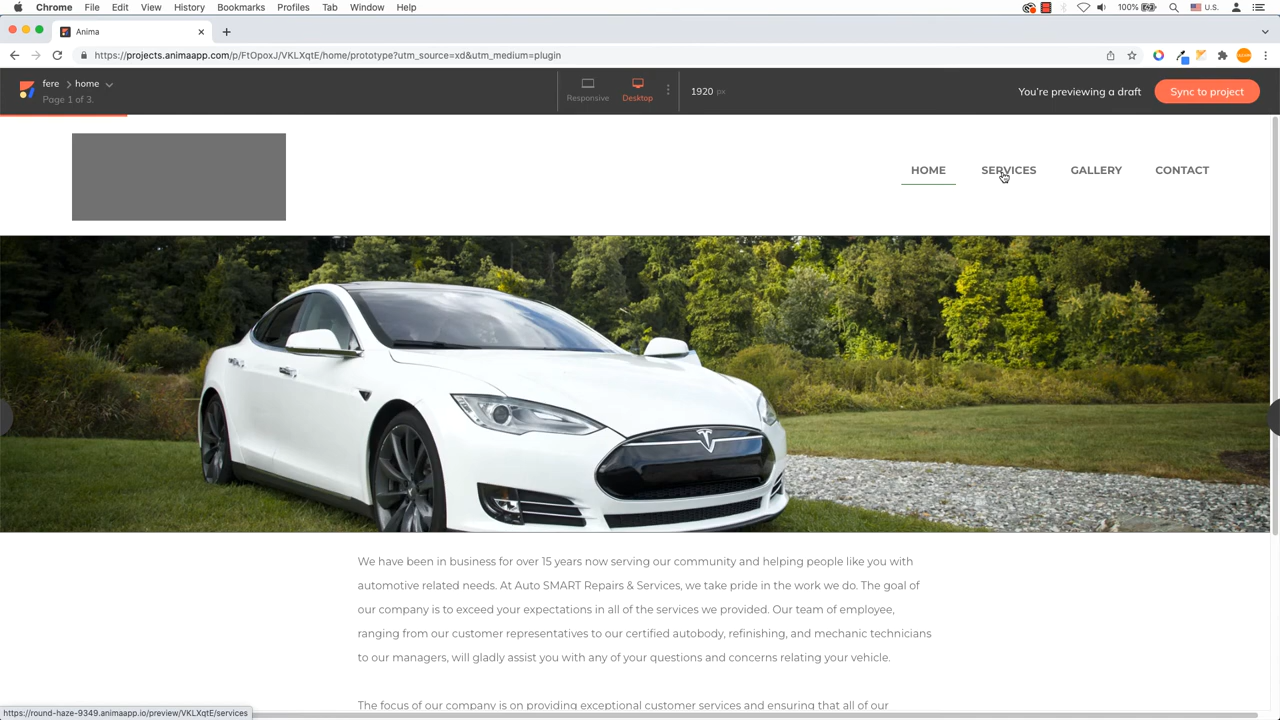 Chrome File Edit View History Bookmarks Profiles Tab Window Help 100% U.S.
Anima
https://projects.animaapp.com/p/FtOpoxJ/VKLXqtE/home/prototype?utm_source=xd&utm_medium=plugin
fere home
Page 1 of 3.
Responsive Desktop 1920 px
You're previewing a draft Sync to project
HOME SERVICES GALLERY CONTACT
We have been in business for over 15 years now serving our community and helping people like you with
automotive related needs. At Auto SMART Repairs & Services, we take pride in the work we do. The goal of
our company is to exceed your expectations in all of the services we provided. Our team of employee,
ranging from our customer representatives to our certified autobody, refinishing, and mechanic technicians
to our managers, will gladly assist you with any of your questions and concerns relating your vehicle.
The focus of our company is on providing exceptional customer services and ensuring that all of our
https://round-haze-9349.animaapp.io/preview/VKLXqtE/services